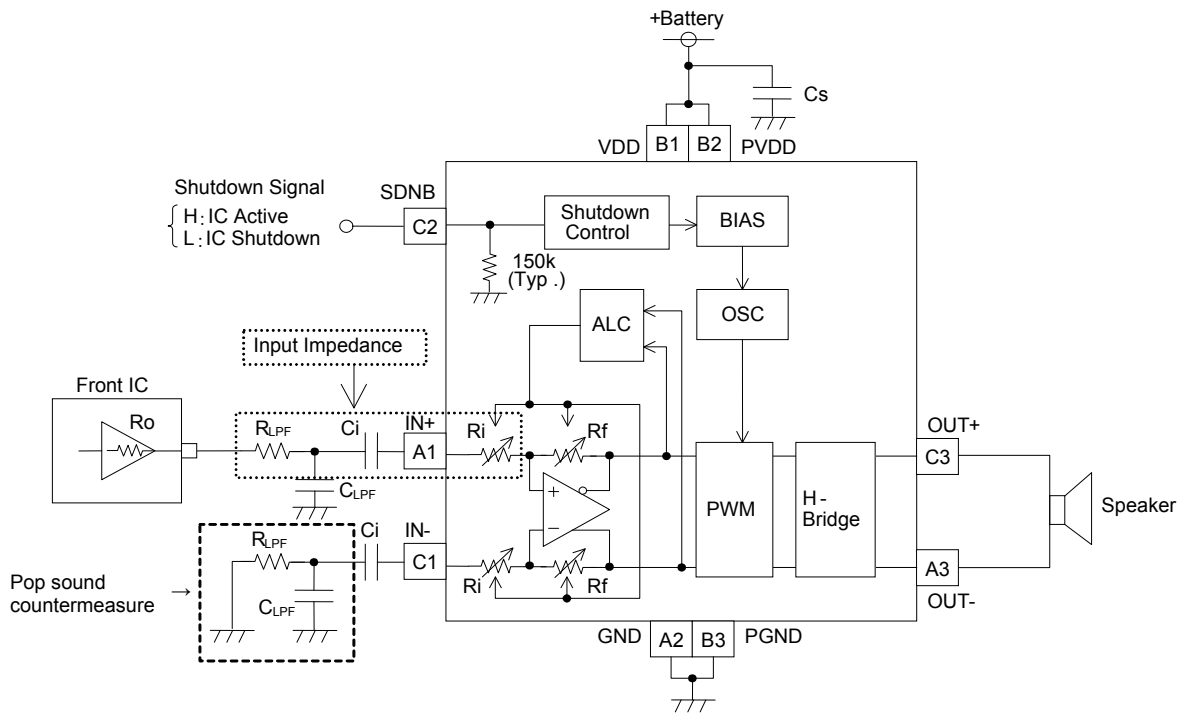 +Battery
Cs
VDD B1 B2 PVDD
Shutdown Signal
H:IC Active
L:IC Shutdown
SDNB
C2
Shutdown
Control
BIAS
150k
(Typ .)
ALC
OSC
Input Impedance
Front IC
Ro
RLPF
Ci
IN+
A1
Ri
Rf
OUT+
C3
CLPF
+
−
PWM
H -
Bridge
Speaker
RLPF
Ci
IN-
C1
Ri
Rf
A3
OUT-
Pop sound
countermeasure →
CLPF
GND A2 B3 PGND